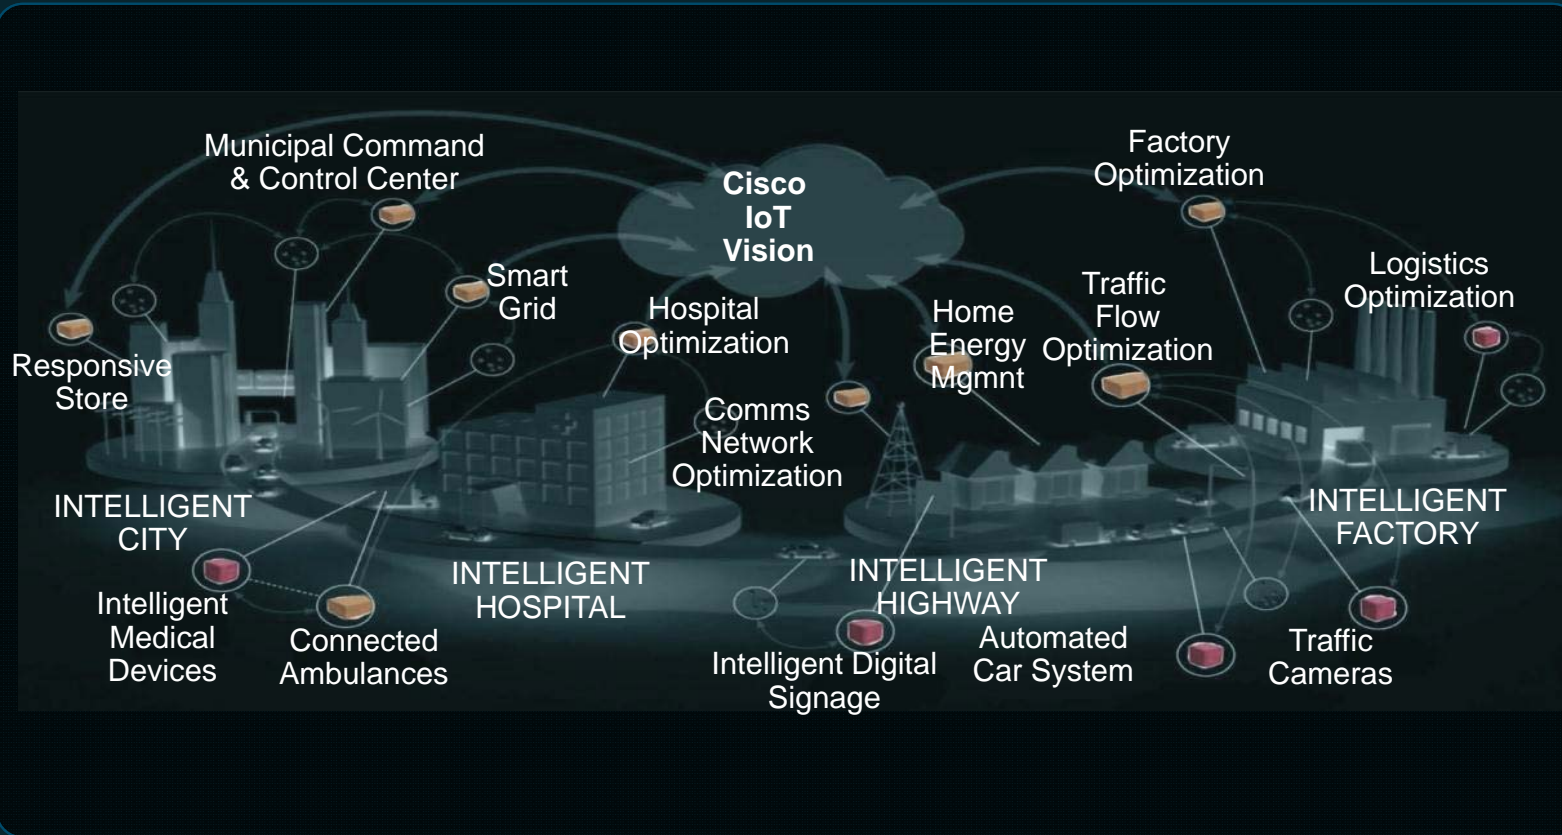 Municipal Command
& Control Center
Cisco
IoT
Vision
Factory
Optimization
Smart
Grid
Hospital
Optimization
Home
Energy
Mgmnt
Traffic
Flow
Optimization
Logistics
Optimization
Responsive
Store
Comms
Network
Optimization
INTELLIGENT
CITY
INTELLIGENT
HOSPITAL
INTELLIGENT
HIGHWAY
INTELLIGENT
FACTORY
Intelligent
Medical
Devices
Connected
Ambulances
Intelligent Digital
Signage
Automated
Car System
Traffic
Cameras